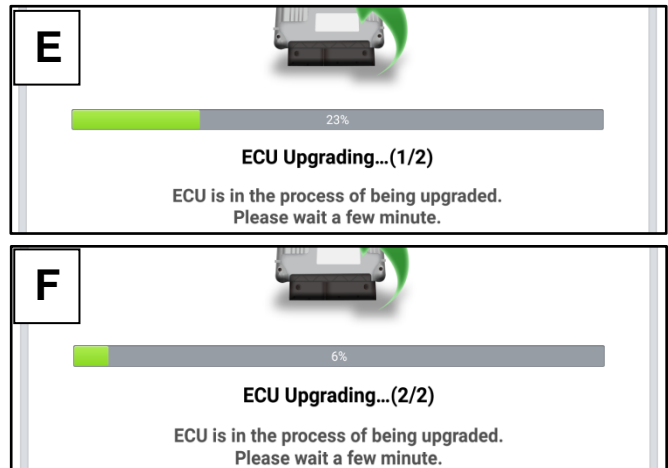 E
23%
ECU Upgrading...(1/2)
ECU is in the process of being upgraded.
Please wait a few minute.
F
6%
ECU Upgrading...(2/2)
ECU is in the process of being upgraded.
Please wait a few minute.